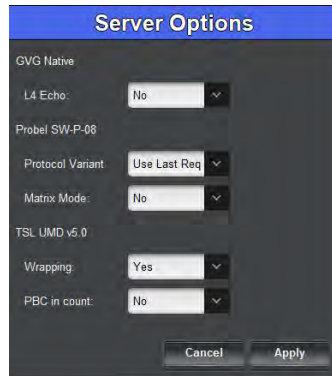 Server Options
GVG Native
L4 Echo: No
Probel SW-P-08
Protocol Variant Use Last Req
Matrix Mode: No
TSL UMD v5.0
Wrapping: Yes
PBC in count: No
Cancel Apply